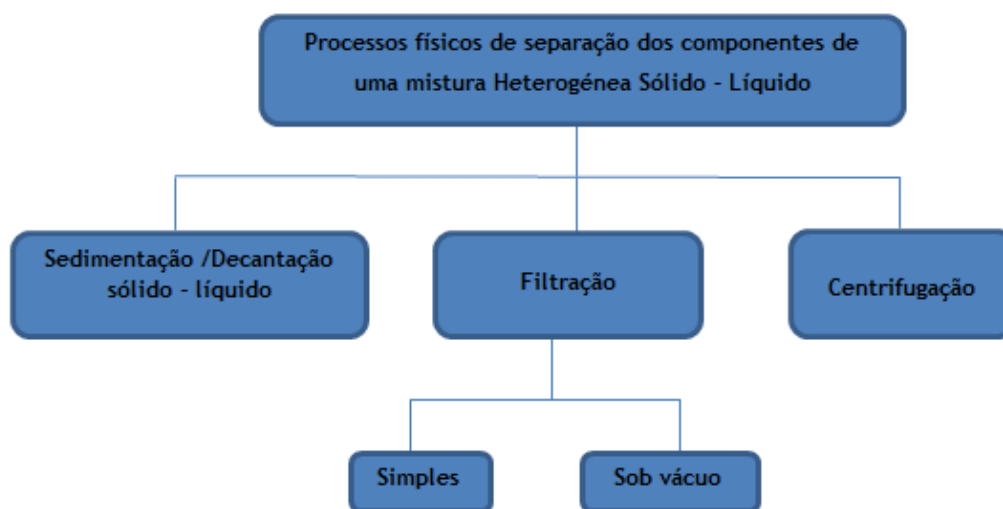 Processos físicos de separação dos componentes de
uma mistura Heterogénea Sólido - Líquido
Sedimentação /Decantação
sólido - líquido
Filtração
Centrifugação
Simples
Sob vácuo